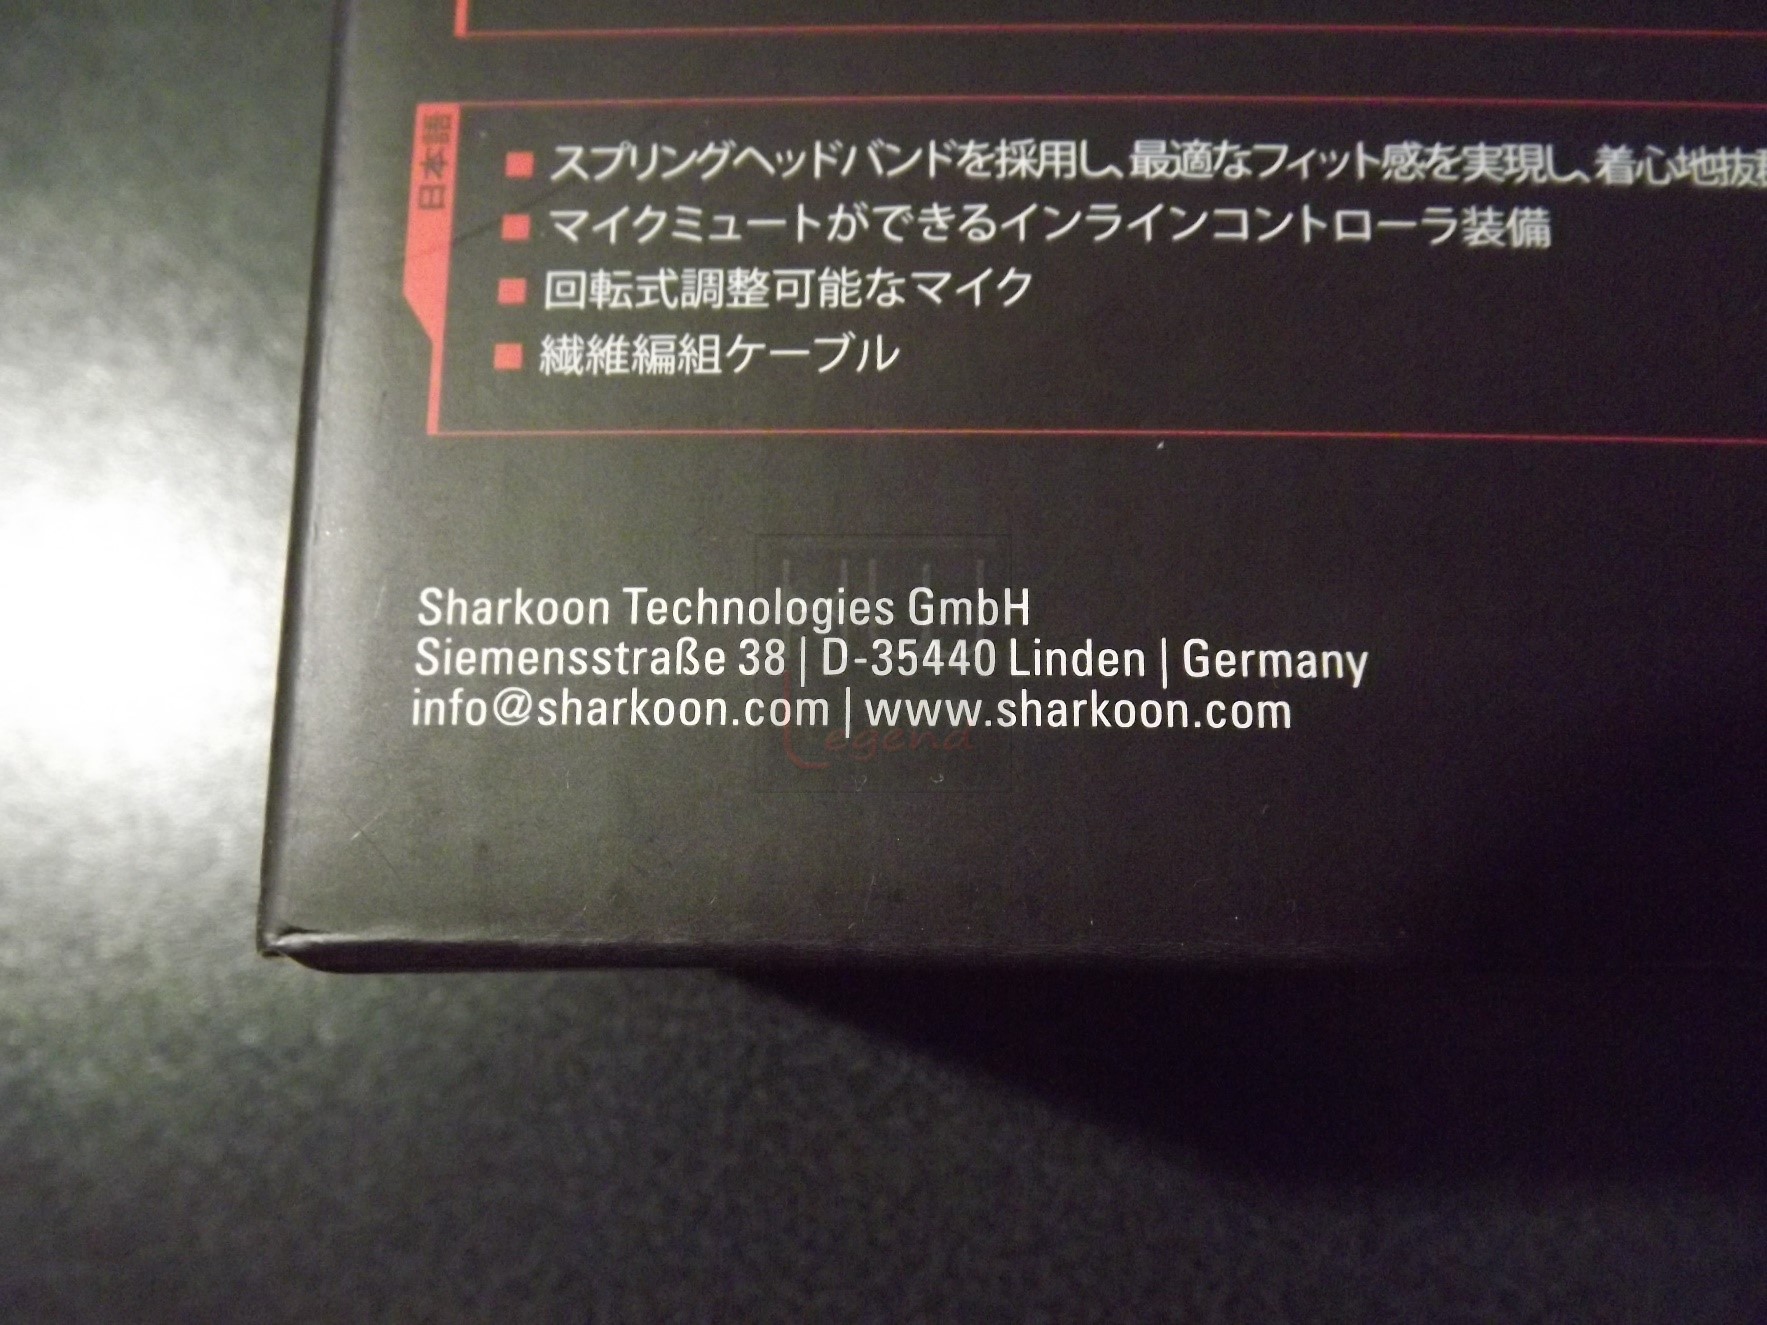 日本語
スプリングヘッドバンドを採用し、最適なフィット感を実現し、着心地抜
マイクミュートができるインラインコントローラ装備
回転式調整可能なマイク
繊維編組ケーブル
Sharkoon Technologies GmbH
Siemensstraße 38 | D-35440 Linden | Germany
info@sharkoon.com | www.sharkoon.com
Legend